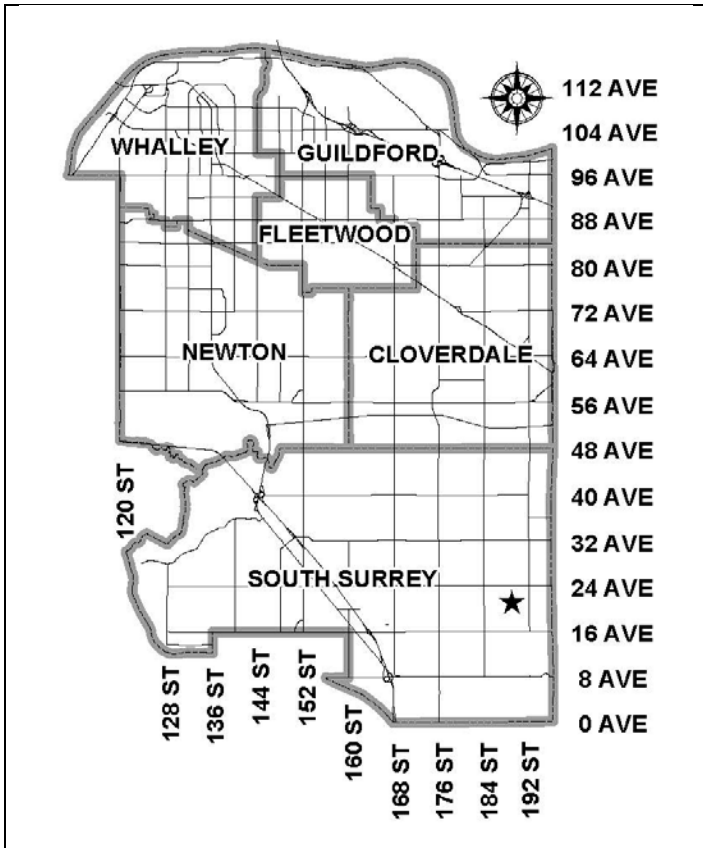 112 AVE
104 AVE
WHALLEY
GUILDFORD
96 AVE
88 AVE
FLEETWOOD
80 AVE
72 AVE
NEWTON
CLOVERDALE
64 AVE
56 AVE
48 AVE
120 ST
40 AVE
32 AVE
SOUTH SURREY
24 AVE
16 AVE
8 AVE
0 AVE
128 ST
136 ST
144 ST
152 ST
160 ST
168 ST
176 ST
184 ST
192 ST